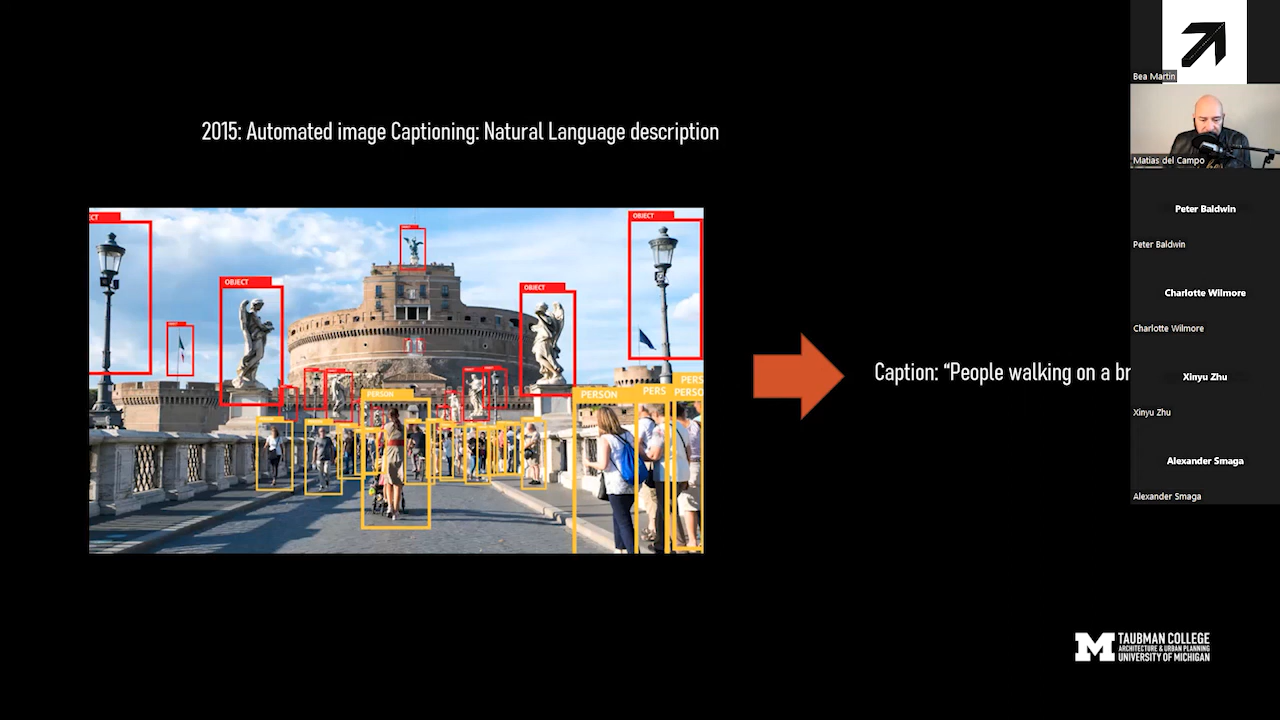 2015: Automated image Captioning: Natural Language description
OBJECT
OBJECT
OBJECT
PERSON
PERSON
PERS
PERS
PERSO
Caption: “People walking on a br
Bea Martin
Matias del Campo
Peter Baldwin
Peter Baldwin
Charlotte Wilmore
Charlotte Wilmore
Xinyu Zhu
Xinyu Zhu
Alexander Smaga
Alexander Smaga
M
TAUBMAN COLLEGE
ARCHITECTURE & URBAN PLANNING
UNIVERSITY OF MICHIGAN